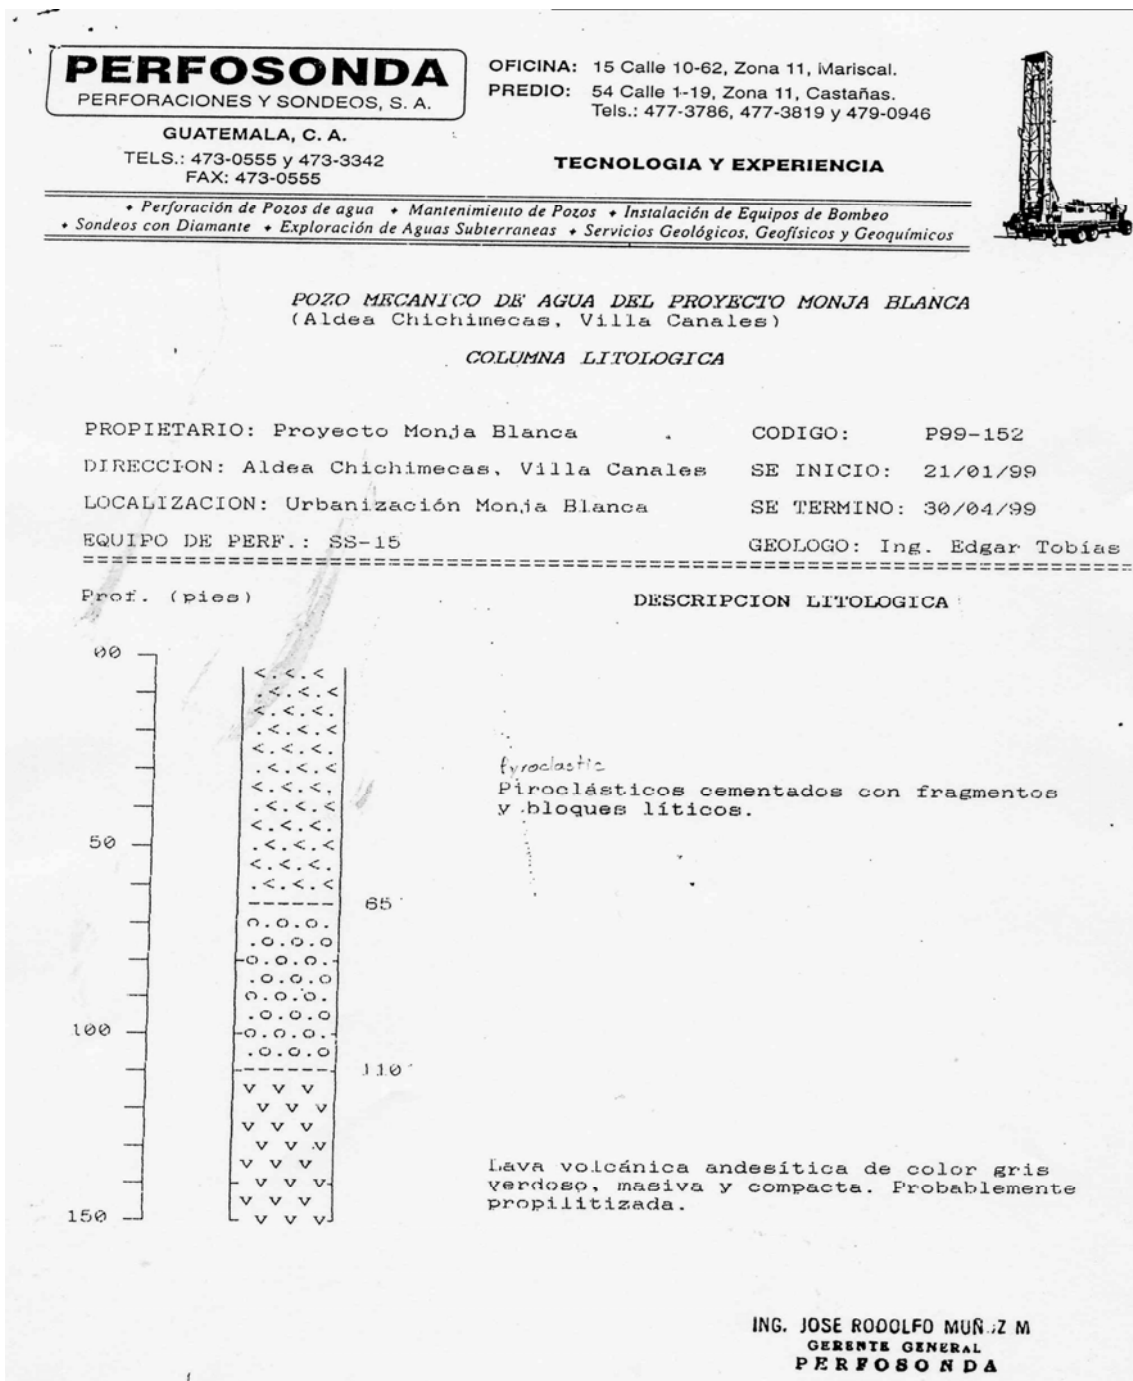 PERFOSONDA
PERFORACIONES Y SONDEOS, S. A.
GUATEMALA, C. A.
TELS.: 473-0555 y 473-3342
FAX: 473-0555
OFICINA: 15 Calle 10-62, Zona 11, Mariscal.
PREDIO: 54 Calle 1-19, Zona 11, Castañas.
Tels.: 477-3786, 477-3819 y 479-0946
TECNOLOGIA Y EXPERIENCIA
♦ Perforación de Pozos de agua ♦ Mantenimiento de Pozos ♦ Instalación de Equipos de Bombeo
♦ Sondeos con Diamante ♦ Exploración de Aguas Subterraneas ♦ Servicios Geológicos, Geofísicos y Geoquímicos
POZO MECANICO DE AGUA DEL PROYECTO MONJA BLANCA
(Aldea Chichimecas, Villa Canales)
COLUMNA LITOLOGICA
PROPIETARIO: Proyecto Monja Blanca CODIGO: P99-152
DIRECCION: Aldea Chichimecas, Villa Canales SE INICIO: 21/01/99
LOCALIZACION: Urbanización Monja Blanca SE TERMINO: 30/04/99
EQUIPO DE PERF.: SS-15 GEOLOGO: Ing. Edgar Tobías
Prof. (pies) DESCRIPCION LITOLOGICA
00
pyroclastic
Piroclásticos cementados con fragmentos
y bloques líticos.
50
65'
100
110'
Lava volcánica andesítica de color gris
verdoso, masiva y compacta. Probablemente
propilitizada.
150
ING. JOSE RODOLFO M
GERENTE GENERAL
PERFOSONDA